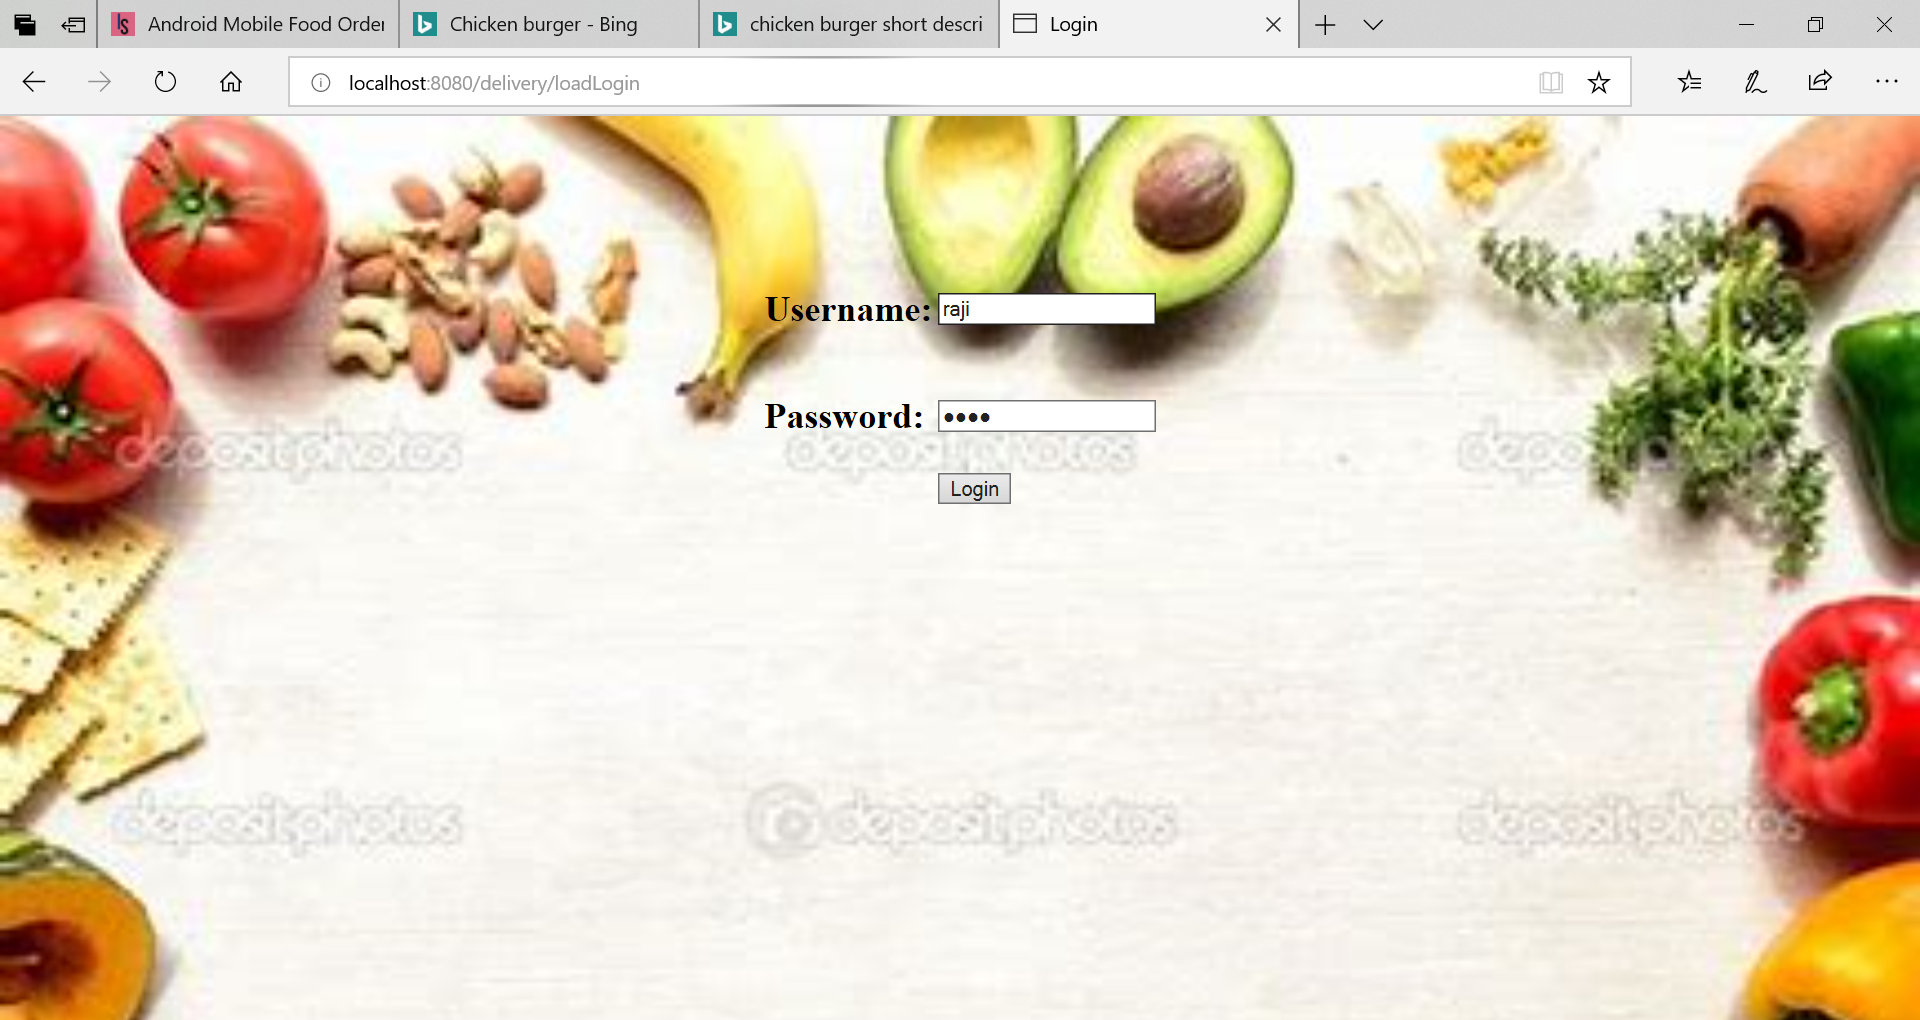 Android Mobile Food Order
Chicken burger - Bing
chicken burger short descri
Login
localhost:8080/delivery/loadLogin
Username: raji
Password: ••••
Login
depositphotos depositphotos depositphotos
depositphotos depositphotos depositphotos